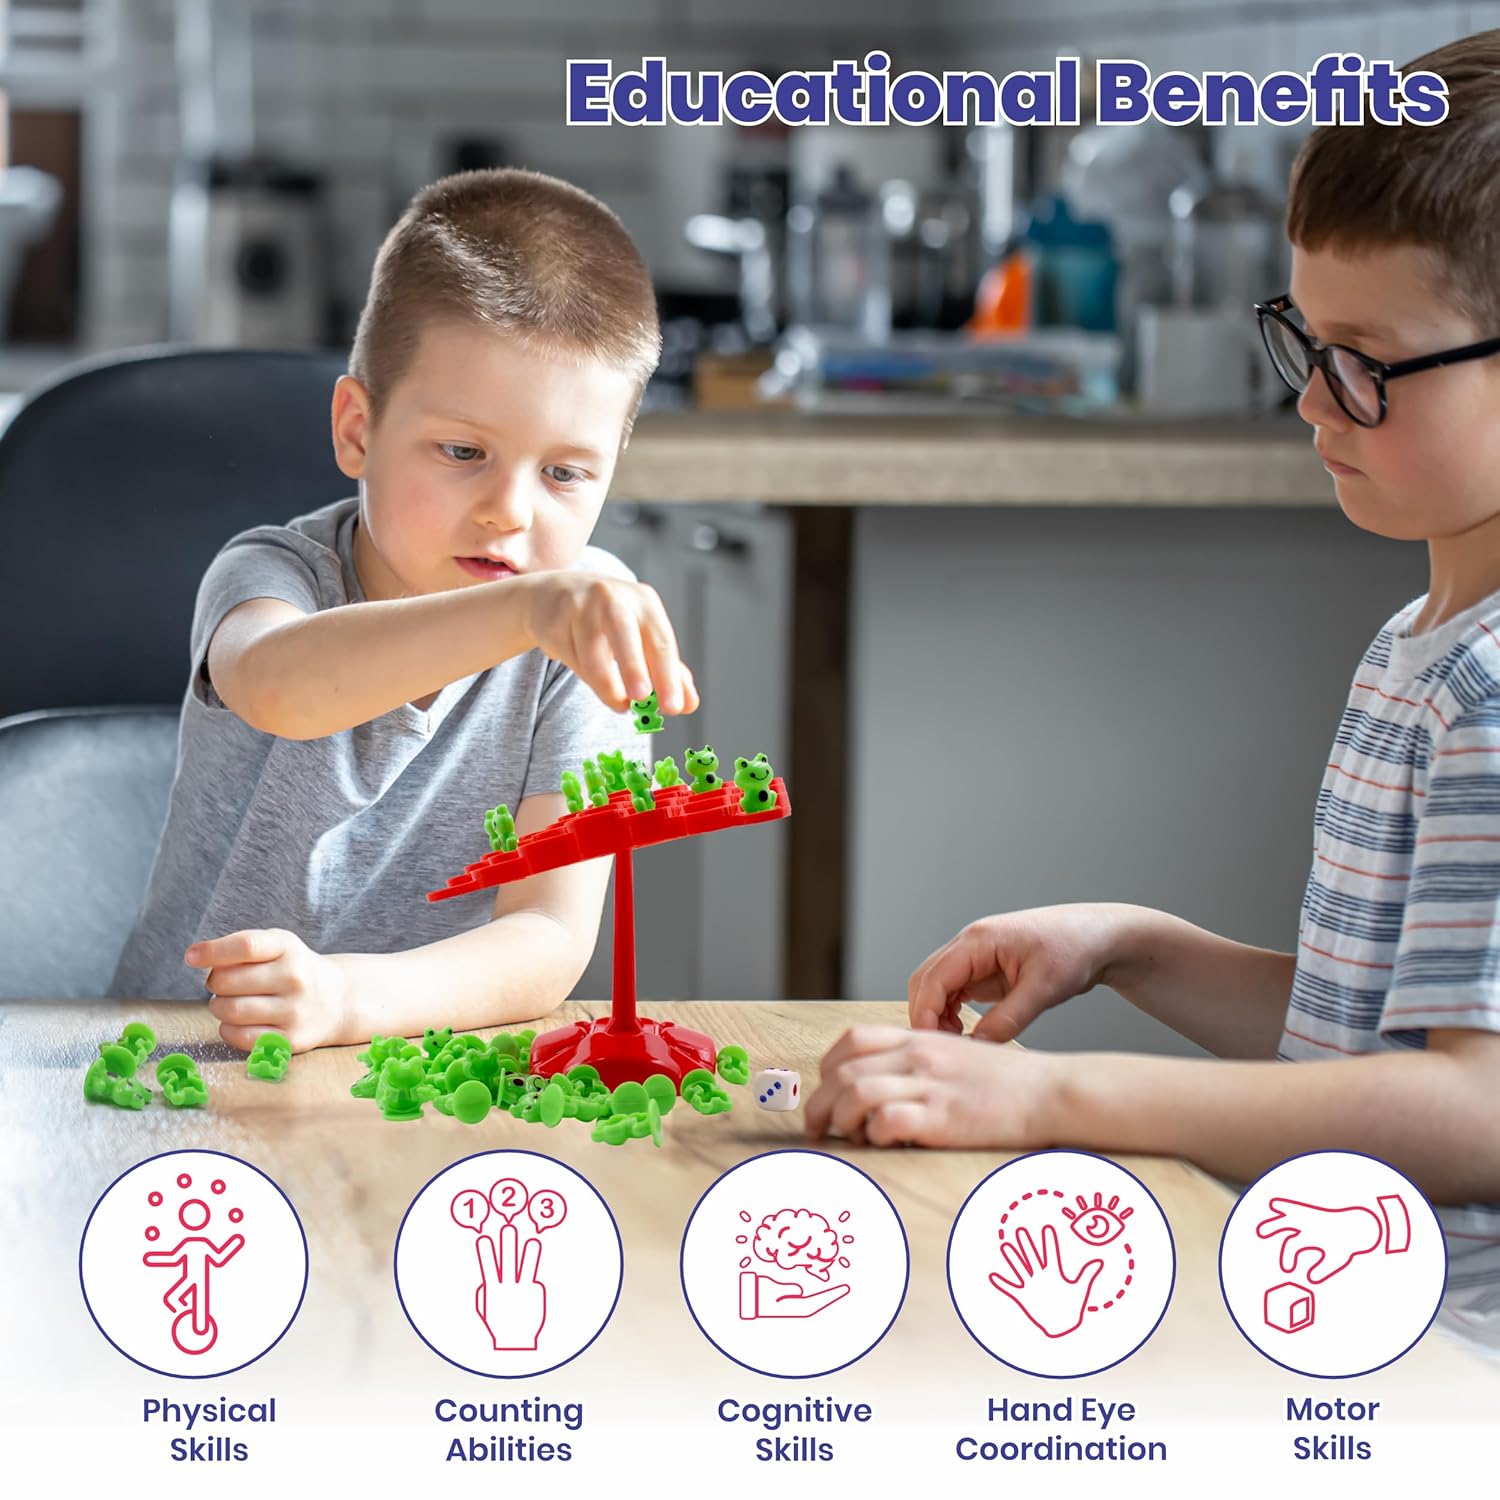 Educational Benefits
1 2 3
Physical
Skills
Counting
Abilities
Cognitive
Skills
Hand Eye
Coordination
Motor
Skills